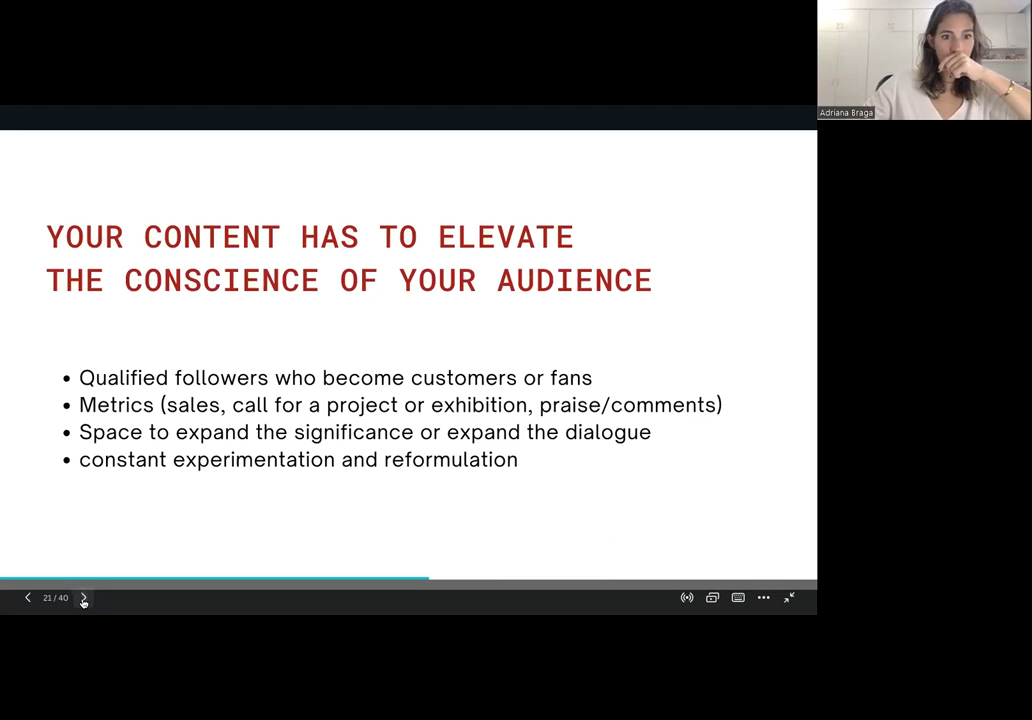 Adriana Braga
YOUR CONTENT HAS TO ELEVATE
THE CONSCIENCE OF YOUR AUDIENCE
• Qualified followers who become customers or fans
• Metrics (sales, call for a project or exhibition, praise/comments)
• Space to expand the significance or expand the dialogue
• constant experimentation and reformulation
21 / 40